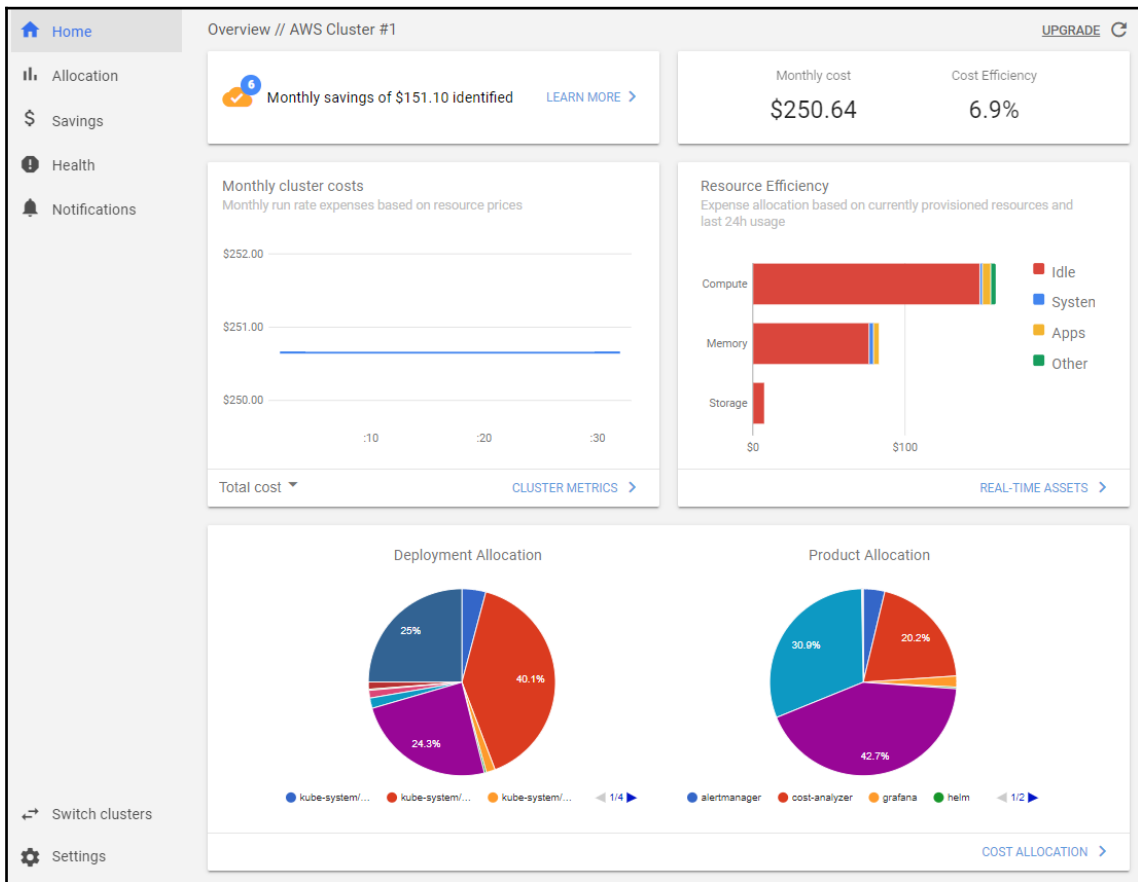 Home
Allocation
Savings
Health
Notifications
Switch clusters
Settings
Overview // AWS Cluster #1
UPGRADE
6
Monthly savings of $151.10 identified
LEARN MORE
Monthly cost
Cost Efficiency
$250.64
6.9%
Monthly cluster costs
Monthly run rate expenses based on resource prices
$252.00
$251.00
$250.00
:10
:20
:30
Total cost
CLUSTER METRICS
Resource Efficiency
Expense allocation based on currently provisioned resources and
last 24h usage
Compute
Memory
Storage
$0
$100
Idle
Systen
Apps
Other
REAL-TIME ASSETS
Deployment Allocation
25%
40.1%
24.3%
kube-system/...
kube-system/...
kube-system/...
1/4
Product Allocation
30.9%
20.2%
42.7%
alertmanager
cost-analyzer
grafana
helm
1/2
COST ALLOCATION